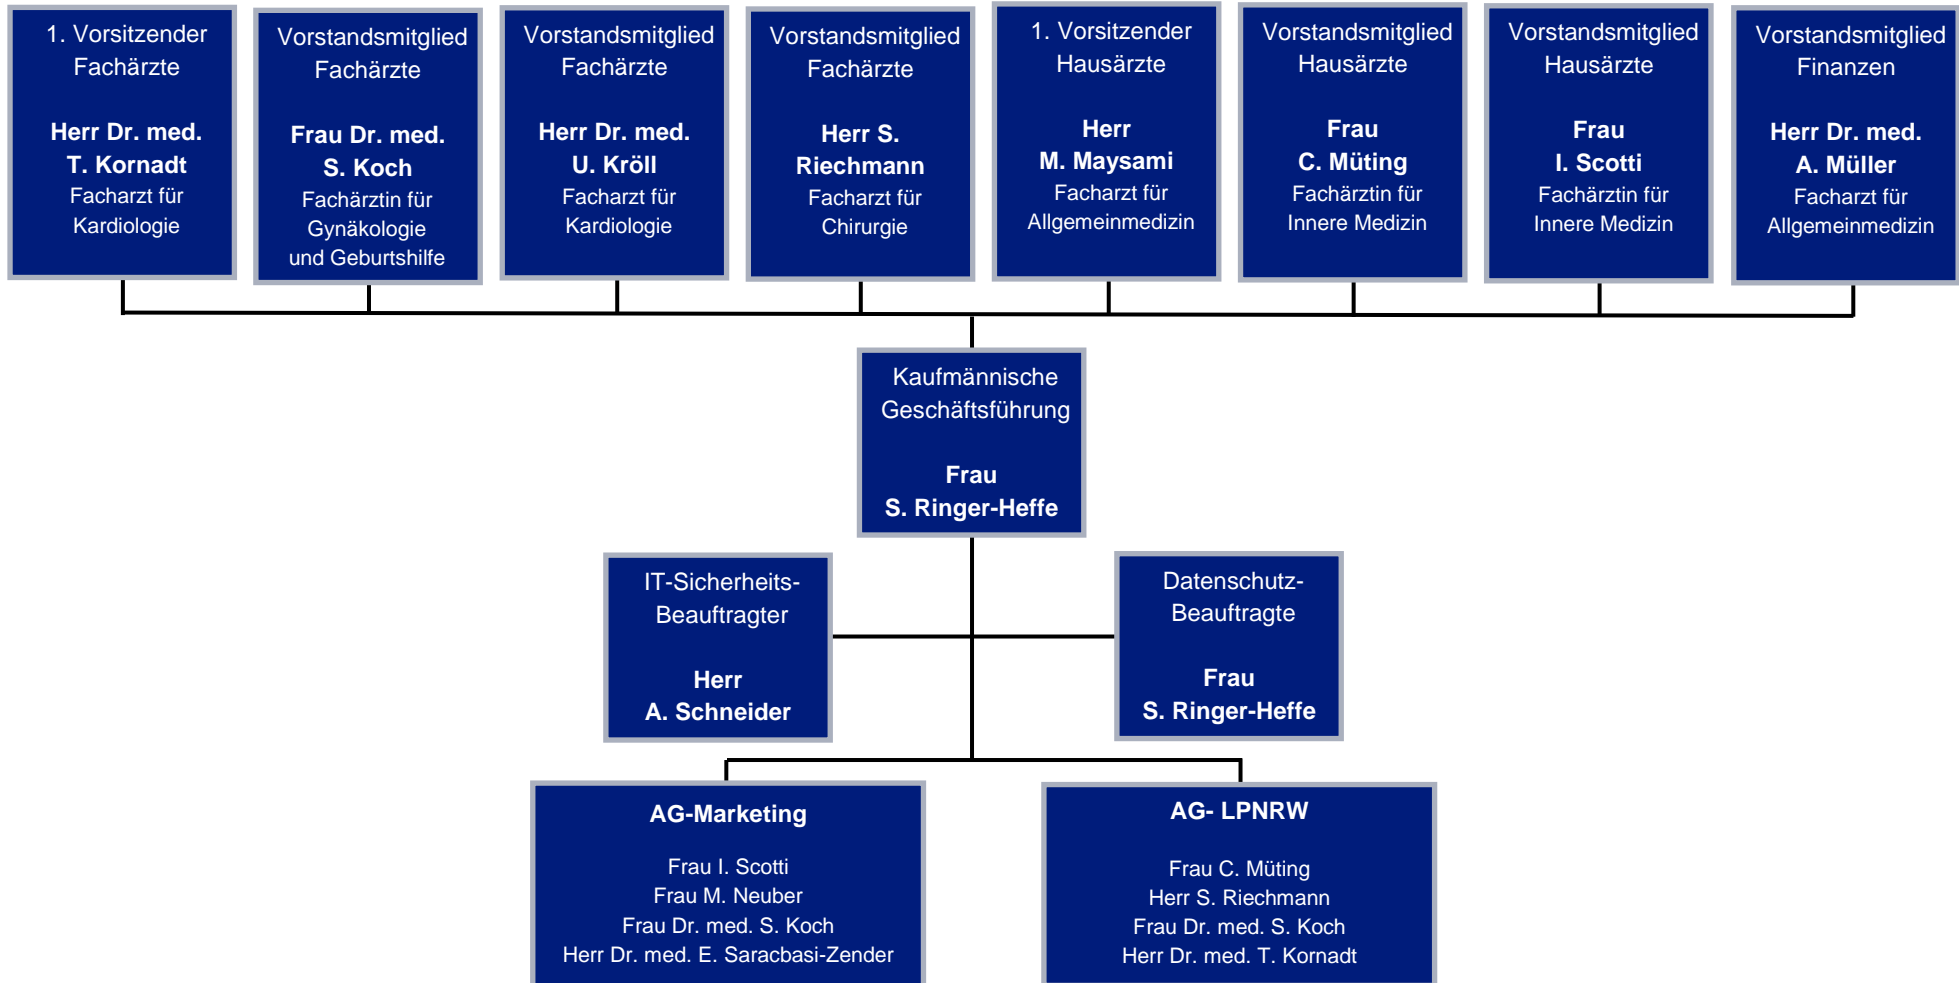 1. Vorsitzender
Fachärzte
Herr Dr. med.
T. Kornadt
Facharzt für
Kardiologie
Vorstandsmitglied
Fachärzte
Frau Dr. med.
S. Koch
Fachärztin für
Gynäkologie
und Geburtshilfe
Vorstandsmitglied
Fachärzte
Herr Dr. med.
U. Kröll
Facharzt für
Kardiologie
Vorstandsmitglied
Fachärzte
Herr S.
Riechmann
Facharzt für
Chirurgie
1. Vorsitzender
Hausärzte
Herr
M. Maysami
Facharzt für
Allgemeinmedizin
Vorstandsmitglied
Hausärzte
Frau
C. Müting
Fachärztin für
Innere Medizin
Vorstandsmitglied
Hausärzte
Frau
I. Scotti
Fachärztin für
Innere Medizin
Vorstandsmitglied
Finanzen
Herr Dr. med.
A. Müller
Facharzt für
Allgemeinmedizin
Kaufmännische
Geschäftsführung
Frau
S. Ringer-Heffe
IT-Sicherheits-
Beauftragter
Herr
A. Schneider
Datenschutz-
Beauftragte
Frau
S. Ringer-Heffe
AG-Marketing
Frau I. Scotti
Frau M. Neuber
Frau Dr. med. S. Koch
Herr Dr. med. E. Saracbasi-Zender
AG- LPNRW
Frau C. Müting
Herr S. Riechmann
Frau Dr. med. S. Koch
Herr Dr. med. T. Kornadt